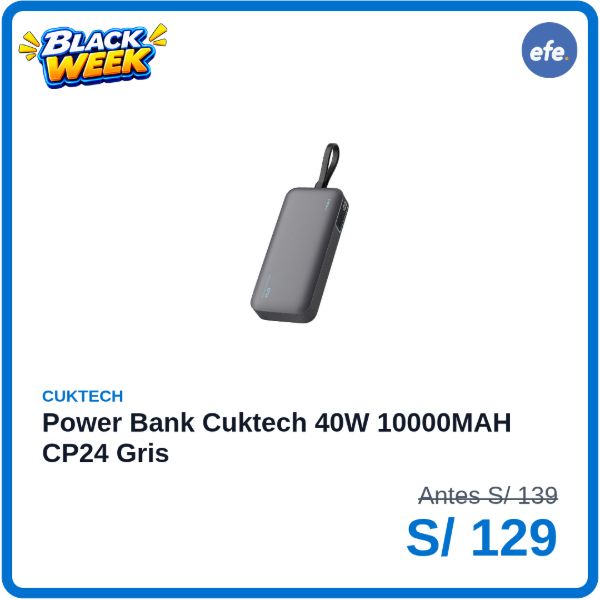 BLACK
WEEK
efe.
CUKTECH
Power Bank Cuktech 40W 10000MAH
CP24 Gris
Antes S/ 139
S/ 129